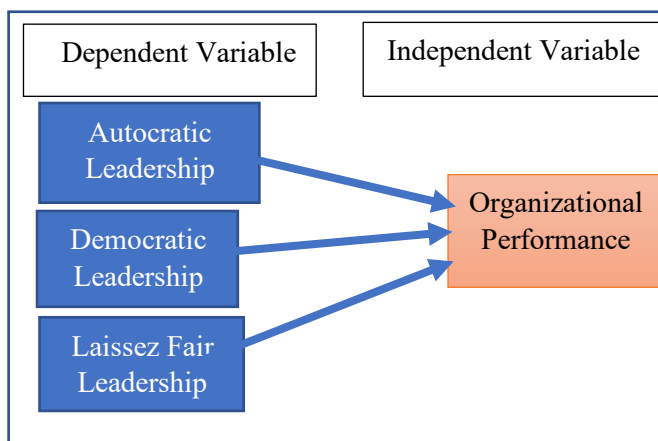 Dependent Variable
Independent Variable
Autocratic
Leadership
Democratic
Leadership
Laissez Fair
Leadership
Organizational
Performance